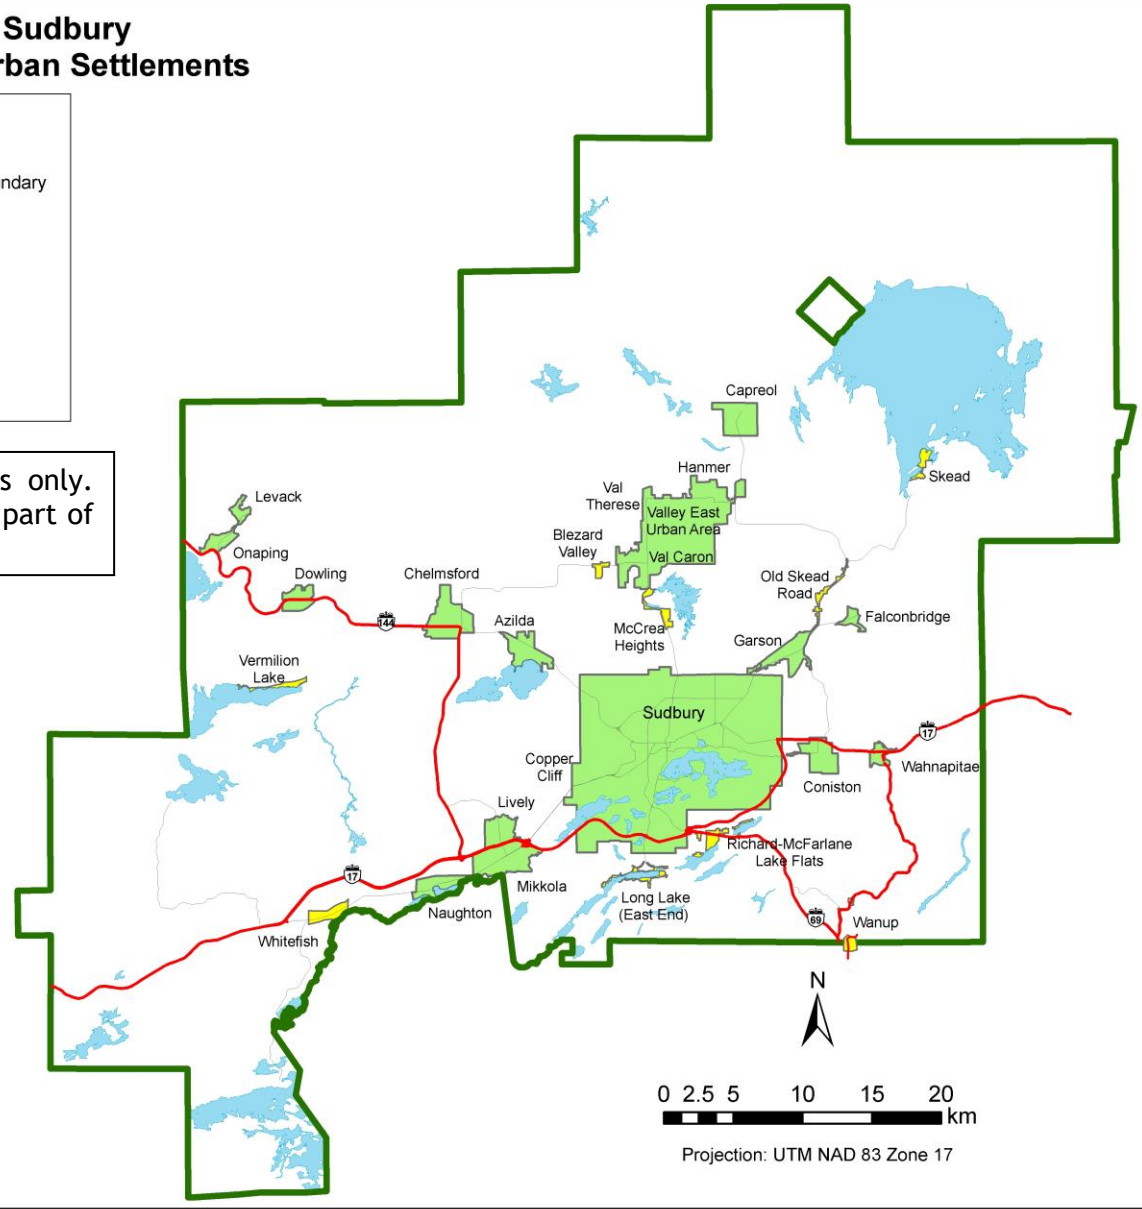 Sudbury
rban Settlements
ndary
s only.
part of
Capreol
Hanmer
Val
Therese
Valley East
Urban Area
Val Caron
Blezard
Valley
Skead
Levack
Onaping
Dowling
Chelmsford
144
Azilda
McCrea
Heights
Old Skead
Road
Falconbridge
Garson
Vermilion
Lake
Sudbury
17
Wahnapitae
Coniston
Copper
Cliff
Lively
Richard-McFarlane
Lake Flats
17
Mikkola
Naughton
Long Lake
(East End)
69
Wanup
Whitefish
N
0 2.5 5 10 15 20
km
Projection: UTM NAD 83 Zone 17